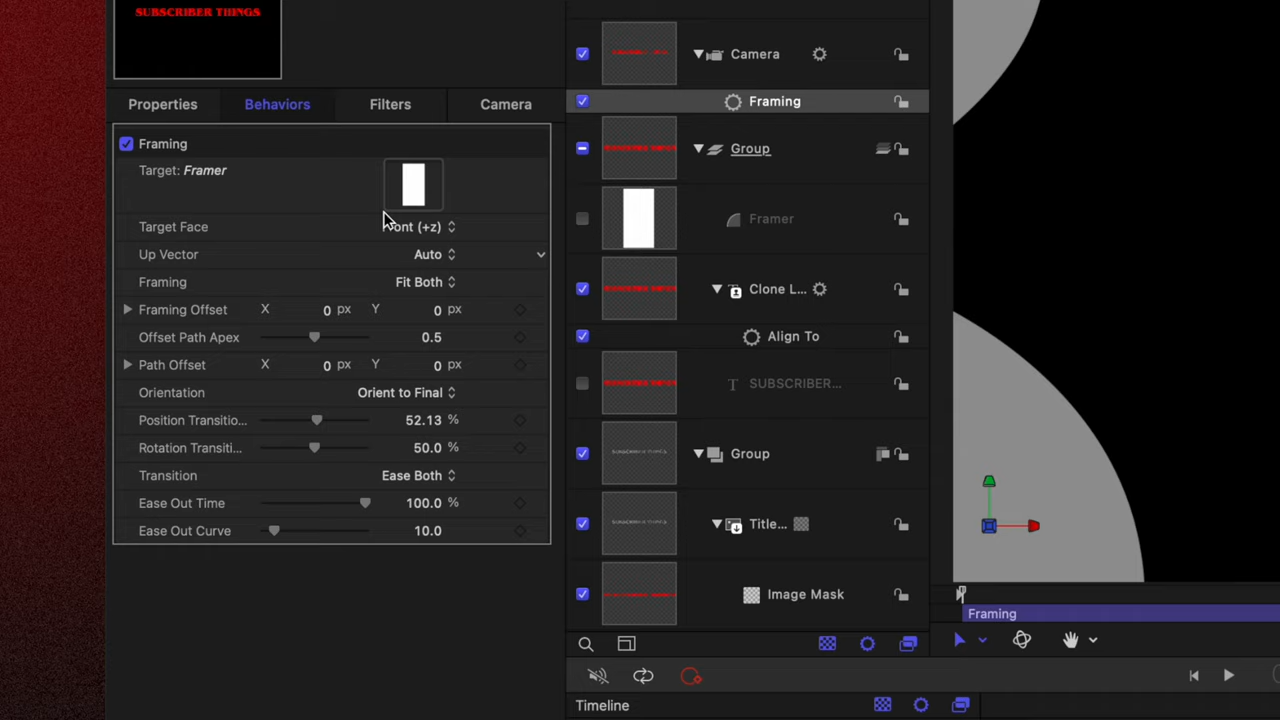 SUBSCRIBER THINGS
Properties
Behaviors
Filters
Camera
Framing
Target: Framer
Target Face
Front (+z)
Up Vector
Auto
Framing
Fit Both
Framing Offset X 0 px Y 0 px
Offset Path Apex 0.5
Path Offset X 0 px Y 0 px
Orientation Orient to Final
Position Transitio... 52.13 %
Rotation Transiti... 50.0 %
Transition Ease Both
Ease Out Time 100.0 %
Ease Out Curve 10.0
Camera
Framing
Group
Framer
Clone L...
Align To
SUBSCRIBER...
Group
Title...
Image Mask
Timeline
Framing